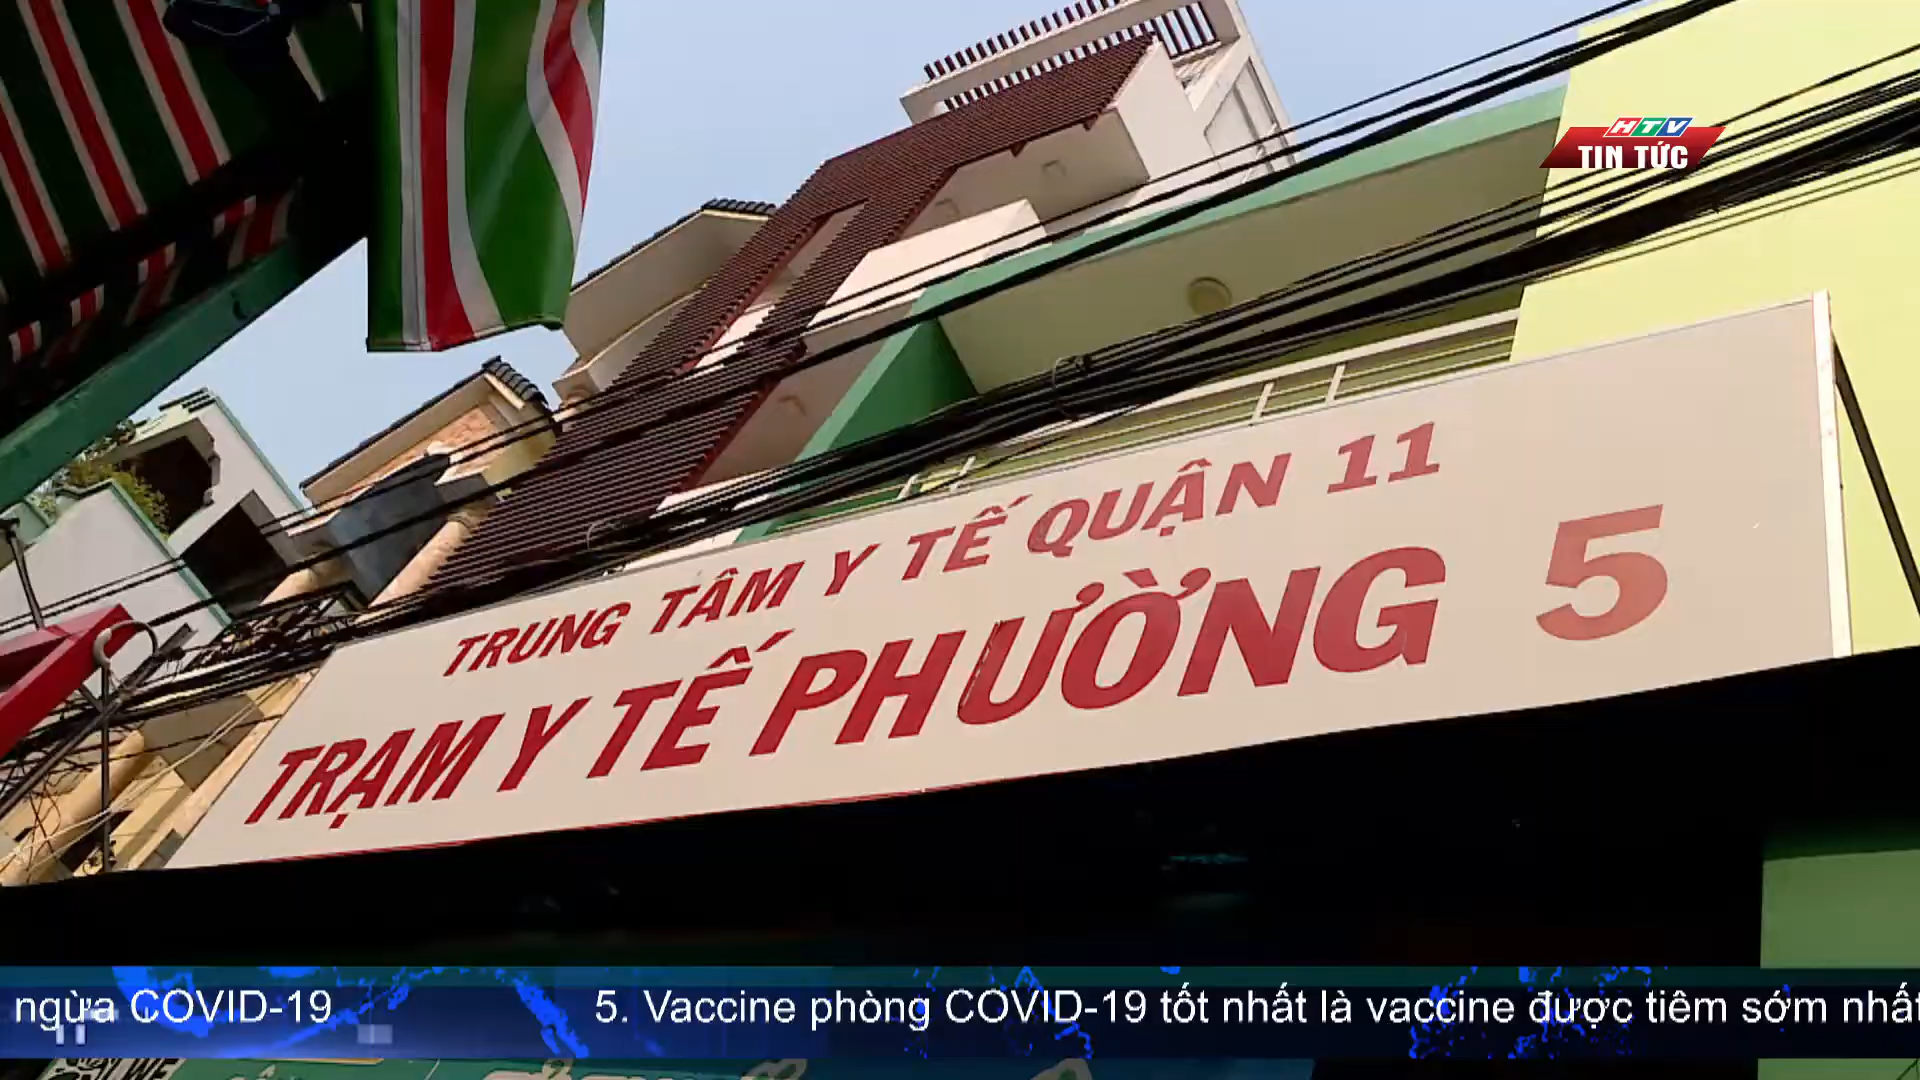 HTV
TIN TỨC
TRUNG TÂM Y TẾ QUẬN 11
TRẠM Y TẾ PHƯỜNG 5
ngừa COVID-19 5. Vaccine phòng COVID-19 tốt nhất là vaccine được tiêm sớm nhất